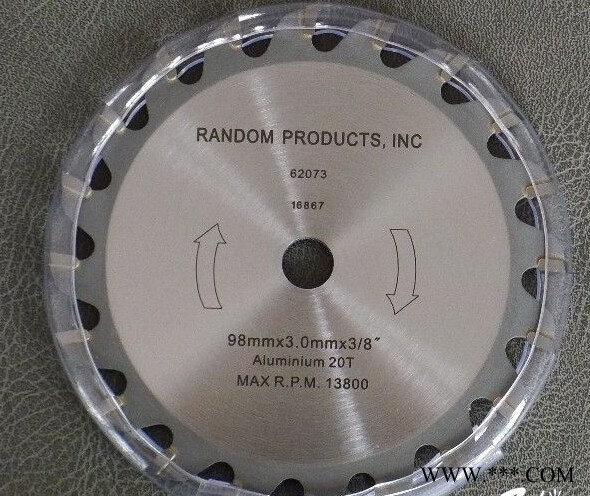 RANDOM PRODUCTS, INC
62073
16867
98mmx3.0mmx3/8"
Aluminium 20T
MAX R.P.M. 13800
WWW.***.COM